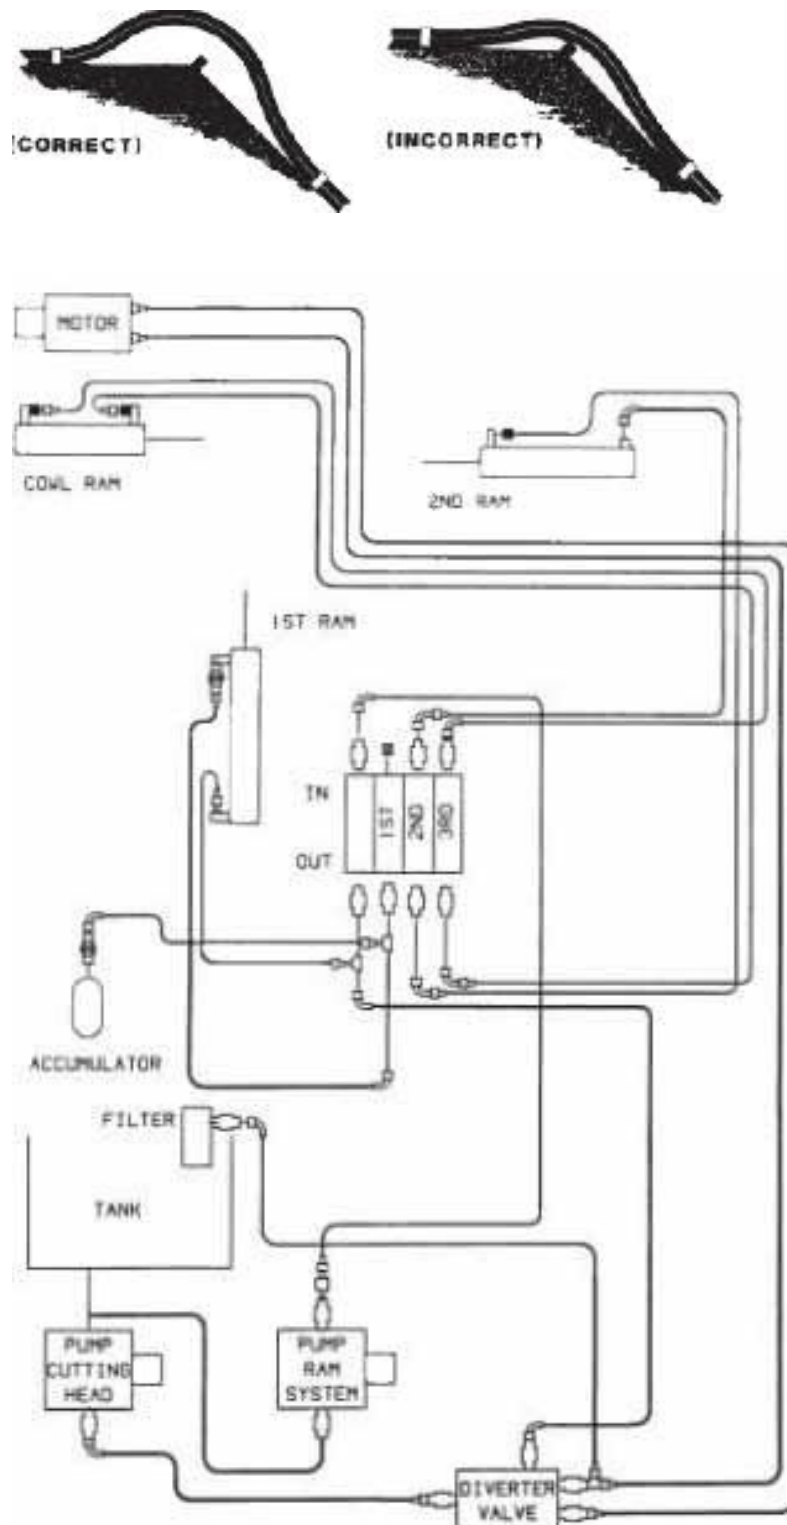 (CORRECT)
(INCORRECT)
MOTOR
COWL RAM
2ND RAM
1ST RAM
IN
1ST
2ND
3RD
OUT
ACCUMULATOR
FILTER
TANK
PUMP
CUTTING
HEAD
PUMP
RAM
SYSTEM
DIVERTER
VALVE